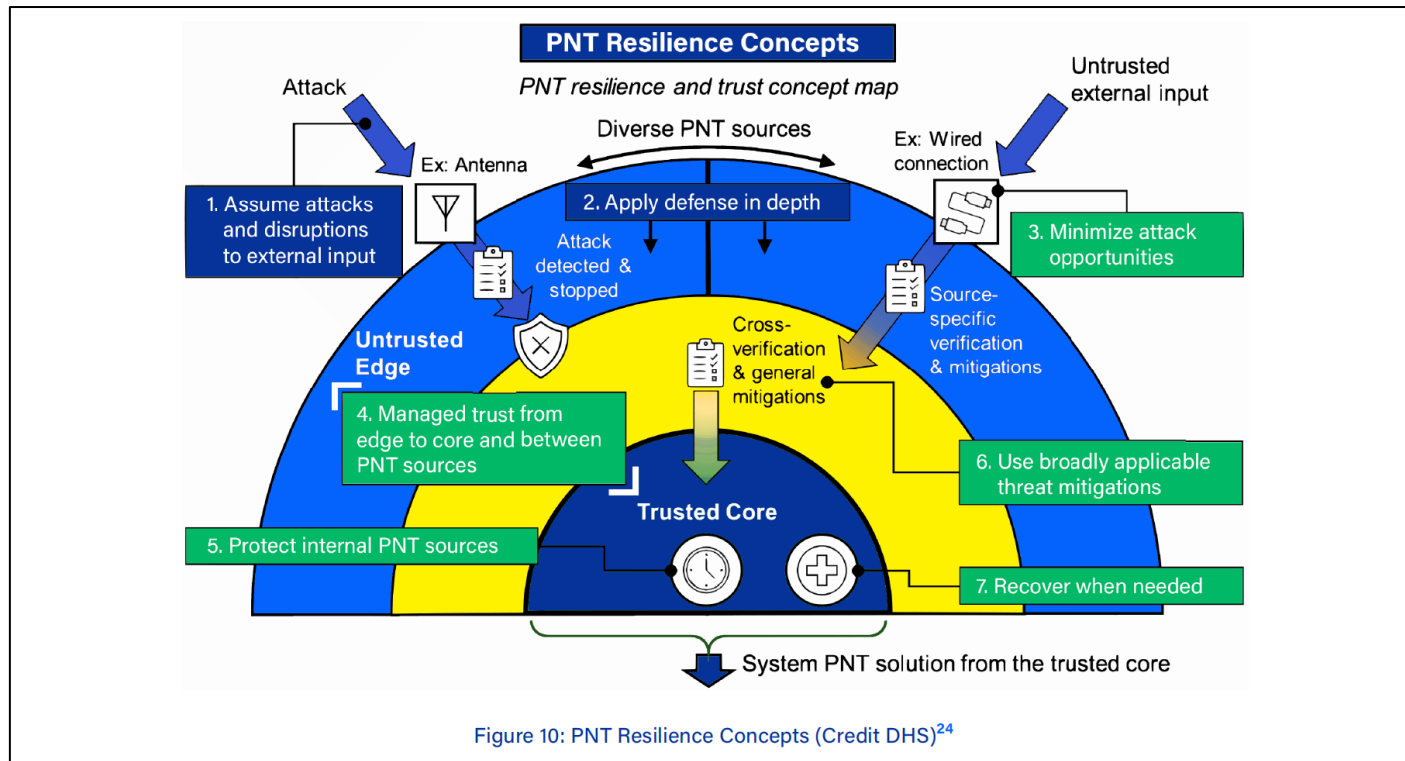 PNT Resilience Concepts
PNT resilience and trust concept map
Attack
Untrusted
external input
Diverse PNT sources
Ex: Antenna
Ex: Wired
connection
1. Assume attacks
and disruptions
to external input
2. Apply defense in depth
3. Minimize attack
opportunities
Attack
detected &
stopped
Source-
specific
verification
& mitigations
Untrusted
Edge
Cross-
verification
& general
mitigations
4. Managed trust from
edge to core and between
PNT sources
6. Use broadly applicable
threat mitigations
Trusted Core
5. Protect internal PNT sources
7. Recover when needed
System PNT solution from the trusted core
Figure 10: PNT Resilience Concepts (Credit DHS)24